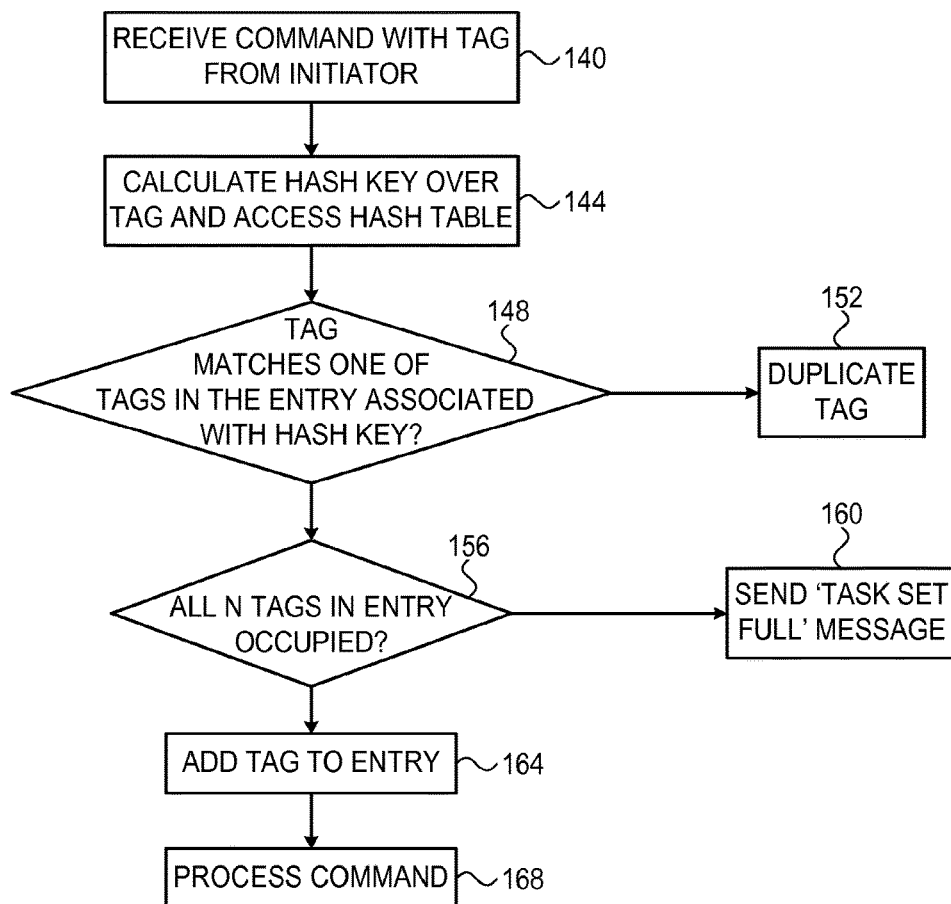 RECEIVE COMMAND WITH TAG
FROM INITIATOR
140
CALCULATE HASH KEY OVER
TAG AND ACCESS HASH TABLE
144
148
TAG
MATCHES ONE OF
TAGS IN THE ENTRY ASSOCIATED
WITH HASH KEY?
152
DUPLICATE
TAG
156
ALL N TAGS IN ENTRY
OCCUPIED?
160
SEND ‘TASK SET
FULL’ MESSAGE
ADD TAG TO ENTRY
164
PROCESS COMMAND
168